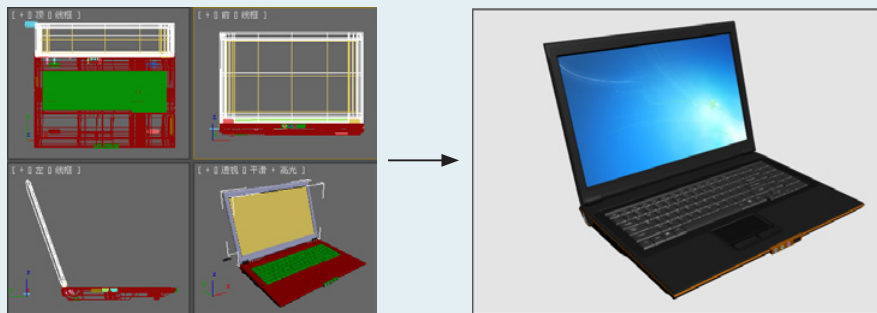 [ + [] 顶 [] 线框 ]
[ + [] 前 [] 线框 ]
[ + [] 左 [] 线框 ]
[ + [] 透视 [] 平滑 + 高光 ]